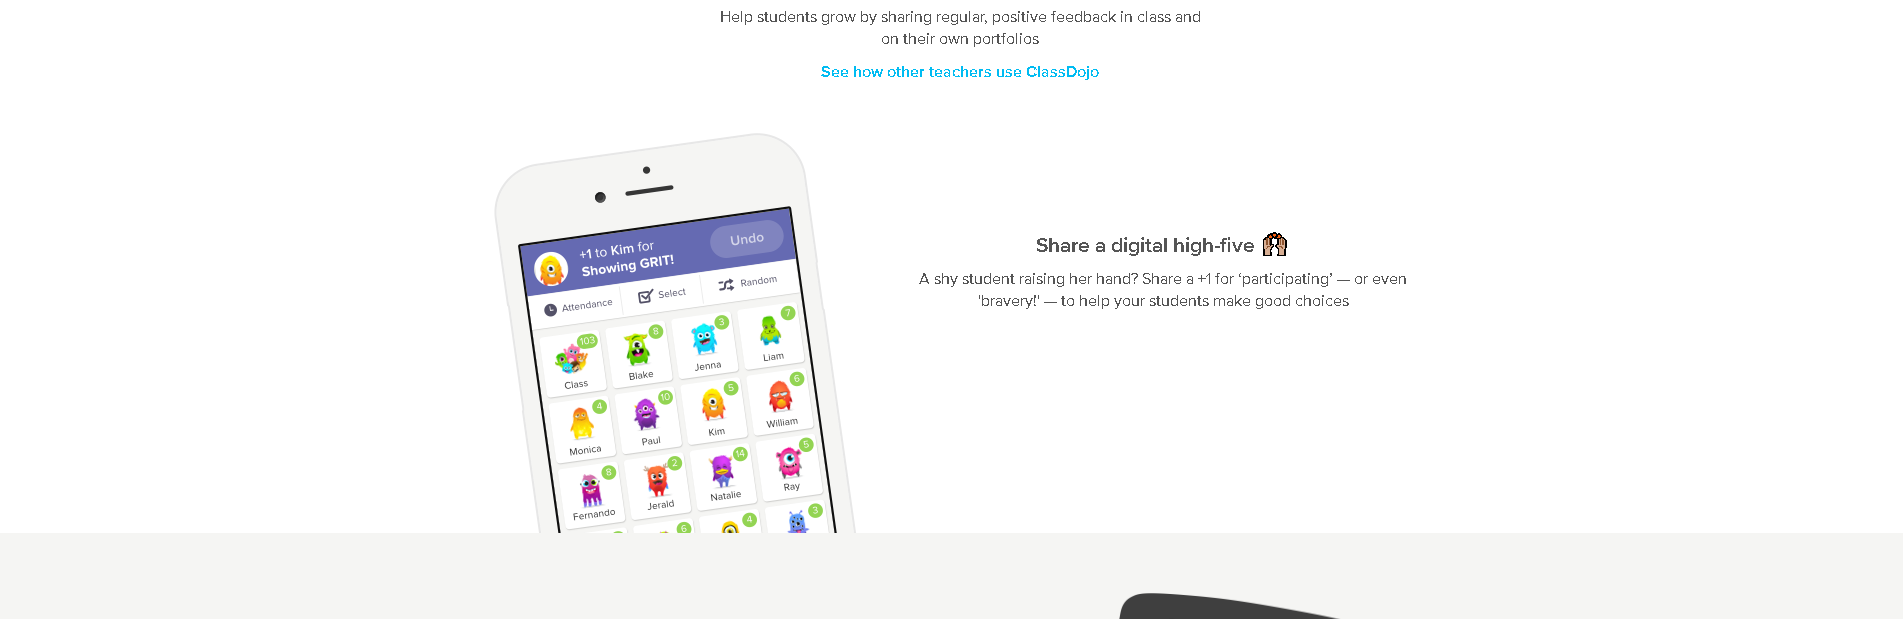 Help students grow by sharing regular, positive feedback in class and
on their own portfolios
See how other teachers use ClassDojo
+1 to Kim for
Showing GRIT!
Undo
Attendance
Select
Random
103
8
3
7
Class
Blake
Jenna
Liam
4
10
5
6
Monica
Paul
Kim
William
8
2
14
5
Fernando
Jerald
Natalie
Ray
6
4
3
Share a digital high-five
A shy student raising her hand? Share a +1 for ‘participating’ — or even
'bravery!' — to help your students make good choices